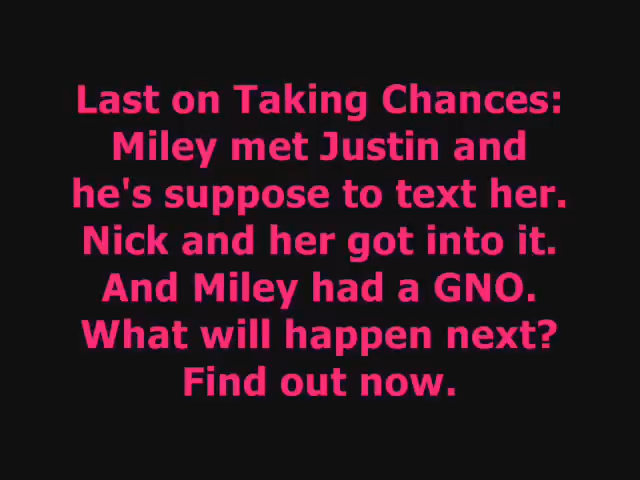 Last on Taking Chances:
Miley met Justin and
he's suppose to text her.
Nick and her got into it.
And Miley had a GNO.
What will happen next?
Find out now.